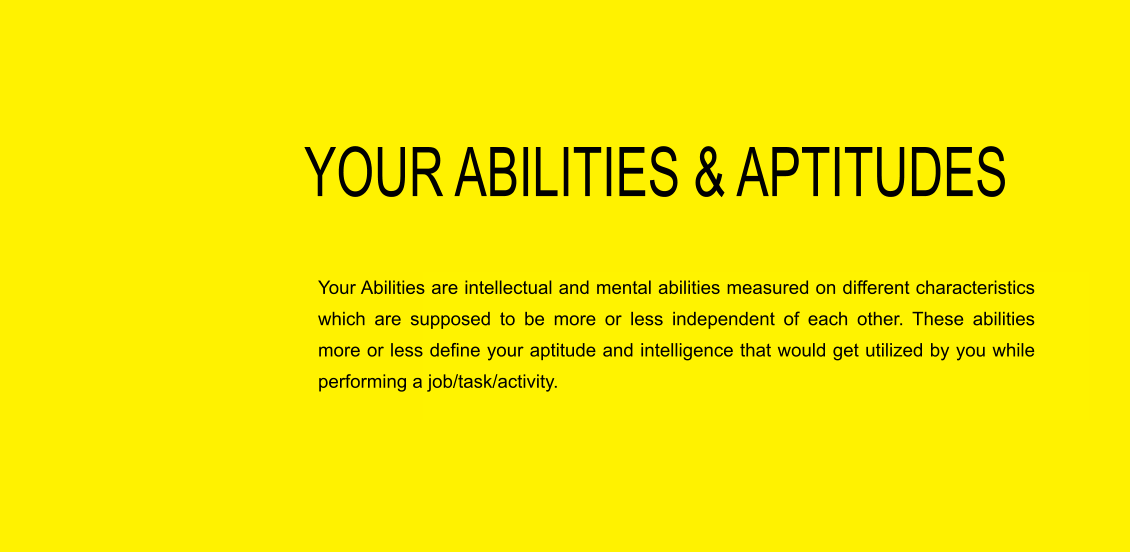 YOUR ABILITIES & APTITUDES
Your Abilities are intellectual and mental abilities measured on different characteristics
which are supposed to be more or less independent of each other. These abilities
more or less define your aptitude and intelligence that would get utilized by you while
performing a job/task/activity.